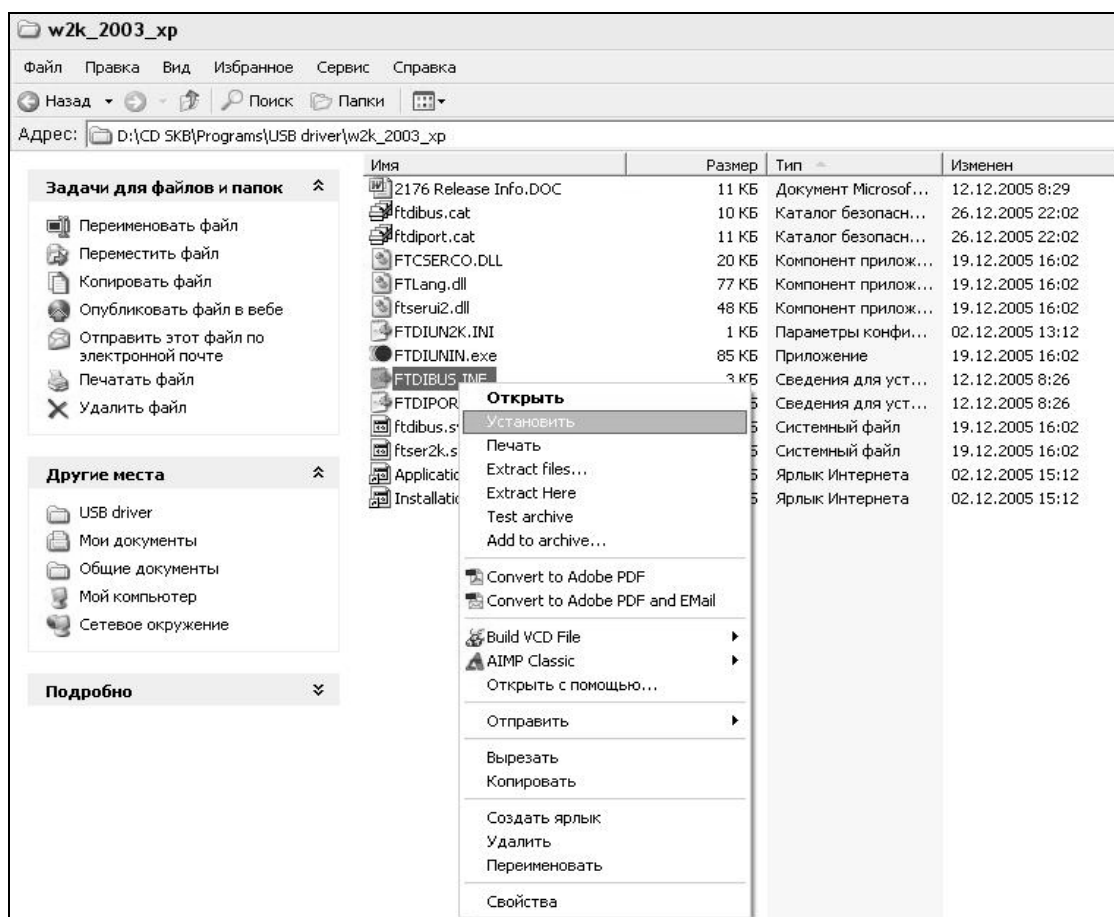 w2k_2003_xp
Файл Правка Вид Избранное Сервис Справка
Назад Поиск Папки
Адрес: D:\CD SKB\Programs\USB driver\w2k_2003_xp
Задачи для файлов и папок
Переименовать файл
Переместить файл
Копировать файл
Опубликовать файл в вебе
Отправить этот файл по
электронной почте
Печатать файл
Удалить файл
Другие места
USB driver
Мои документы
Общие документы
Мой компьютер
Сетевое окружение
Подробно
Имя Размер Тип Изменен
2176 Release Info.DOC 11 КБ Документ Microsof... 12.12.2005 8:29
ftdibus.cat 10 КБ Каталог безопасн... 26.12.2005 22:02
ftdiport.cat 11 КБ Каталог безопасн... 26.12.2005 22:02
FTCSERCO.DLL 20 КБ Компонент прилож... 19.12.2005 16:02
FTLang.dll 77 КБ Компонент прилож... 19.12.2005 16:02
ftserui2.dll 48 КБ Компонент прилож... 19.12.2005 16:02
FTDIUN2K.INI 1 КБ Параметры конфи... 02.12.2005 13:12
FTDIUNIN.exe 85 КБ Приложение 19.12.2005 16:02
FTDIBUS.INF 3 КБ Сведения для уст... 12.12.2005 8:26
FTDIPOR Б Сведения для уст... 12.12.2005 8:26
ftdibus.s Б Системный файл 19.12.2005 16:02
ftser2k.s Б Системный файл 19.12.2005 16:02
Applicatio Б Ярлык Интернета 02.12.2005 15:12
Installatio Б Ярлык Интернета 02.12.2005 15:12
Открыть
Установить
Печать
Extract files...
Extract Here
Test archive
Add to archive...
Convert to Adobe PDF
Convert to Adobe PDF and EMail
Build VCD File
AIMP Classic
Открыть с помощью...
Отправить
Вырезать
Копировать
Создать ярлык
Удалить
Переименовать
Свойства